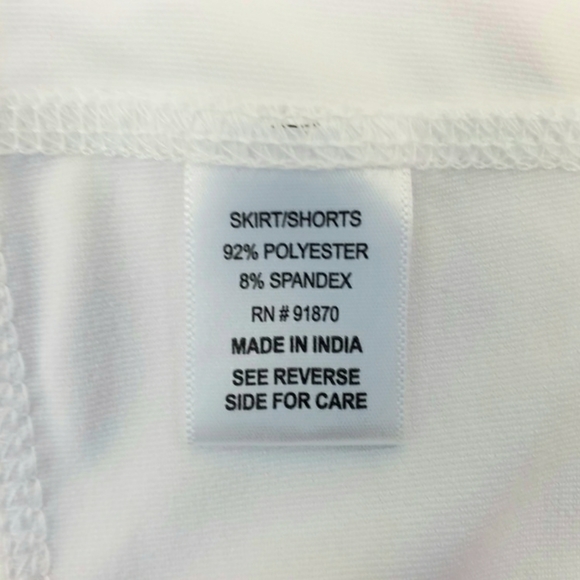 SKIRT/SHORTS
92% POLYESTER
8% SPANDEX
RN # 91870
MADE IN INDIA
SEE REVERSE
SIDE FOR CARE